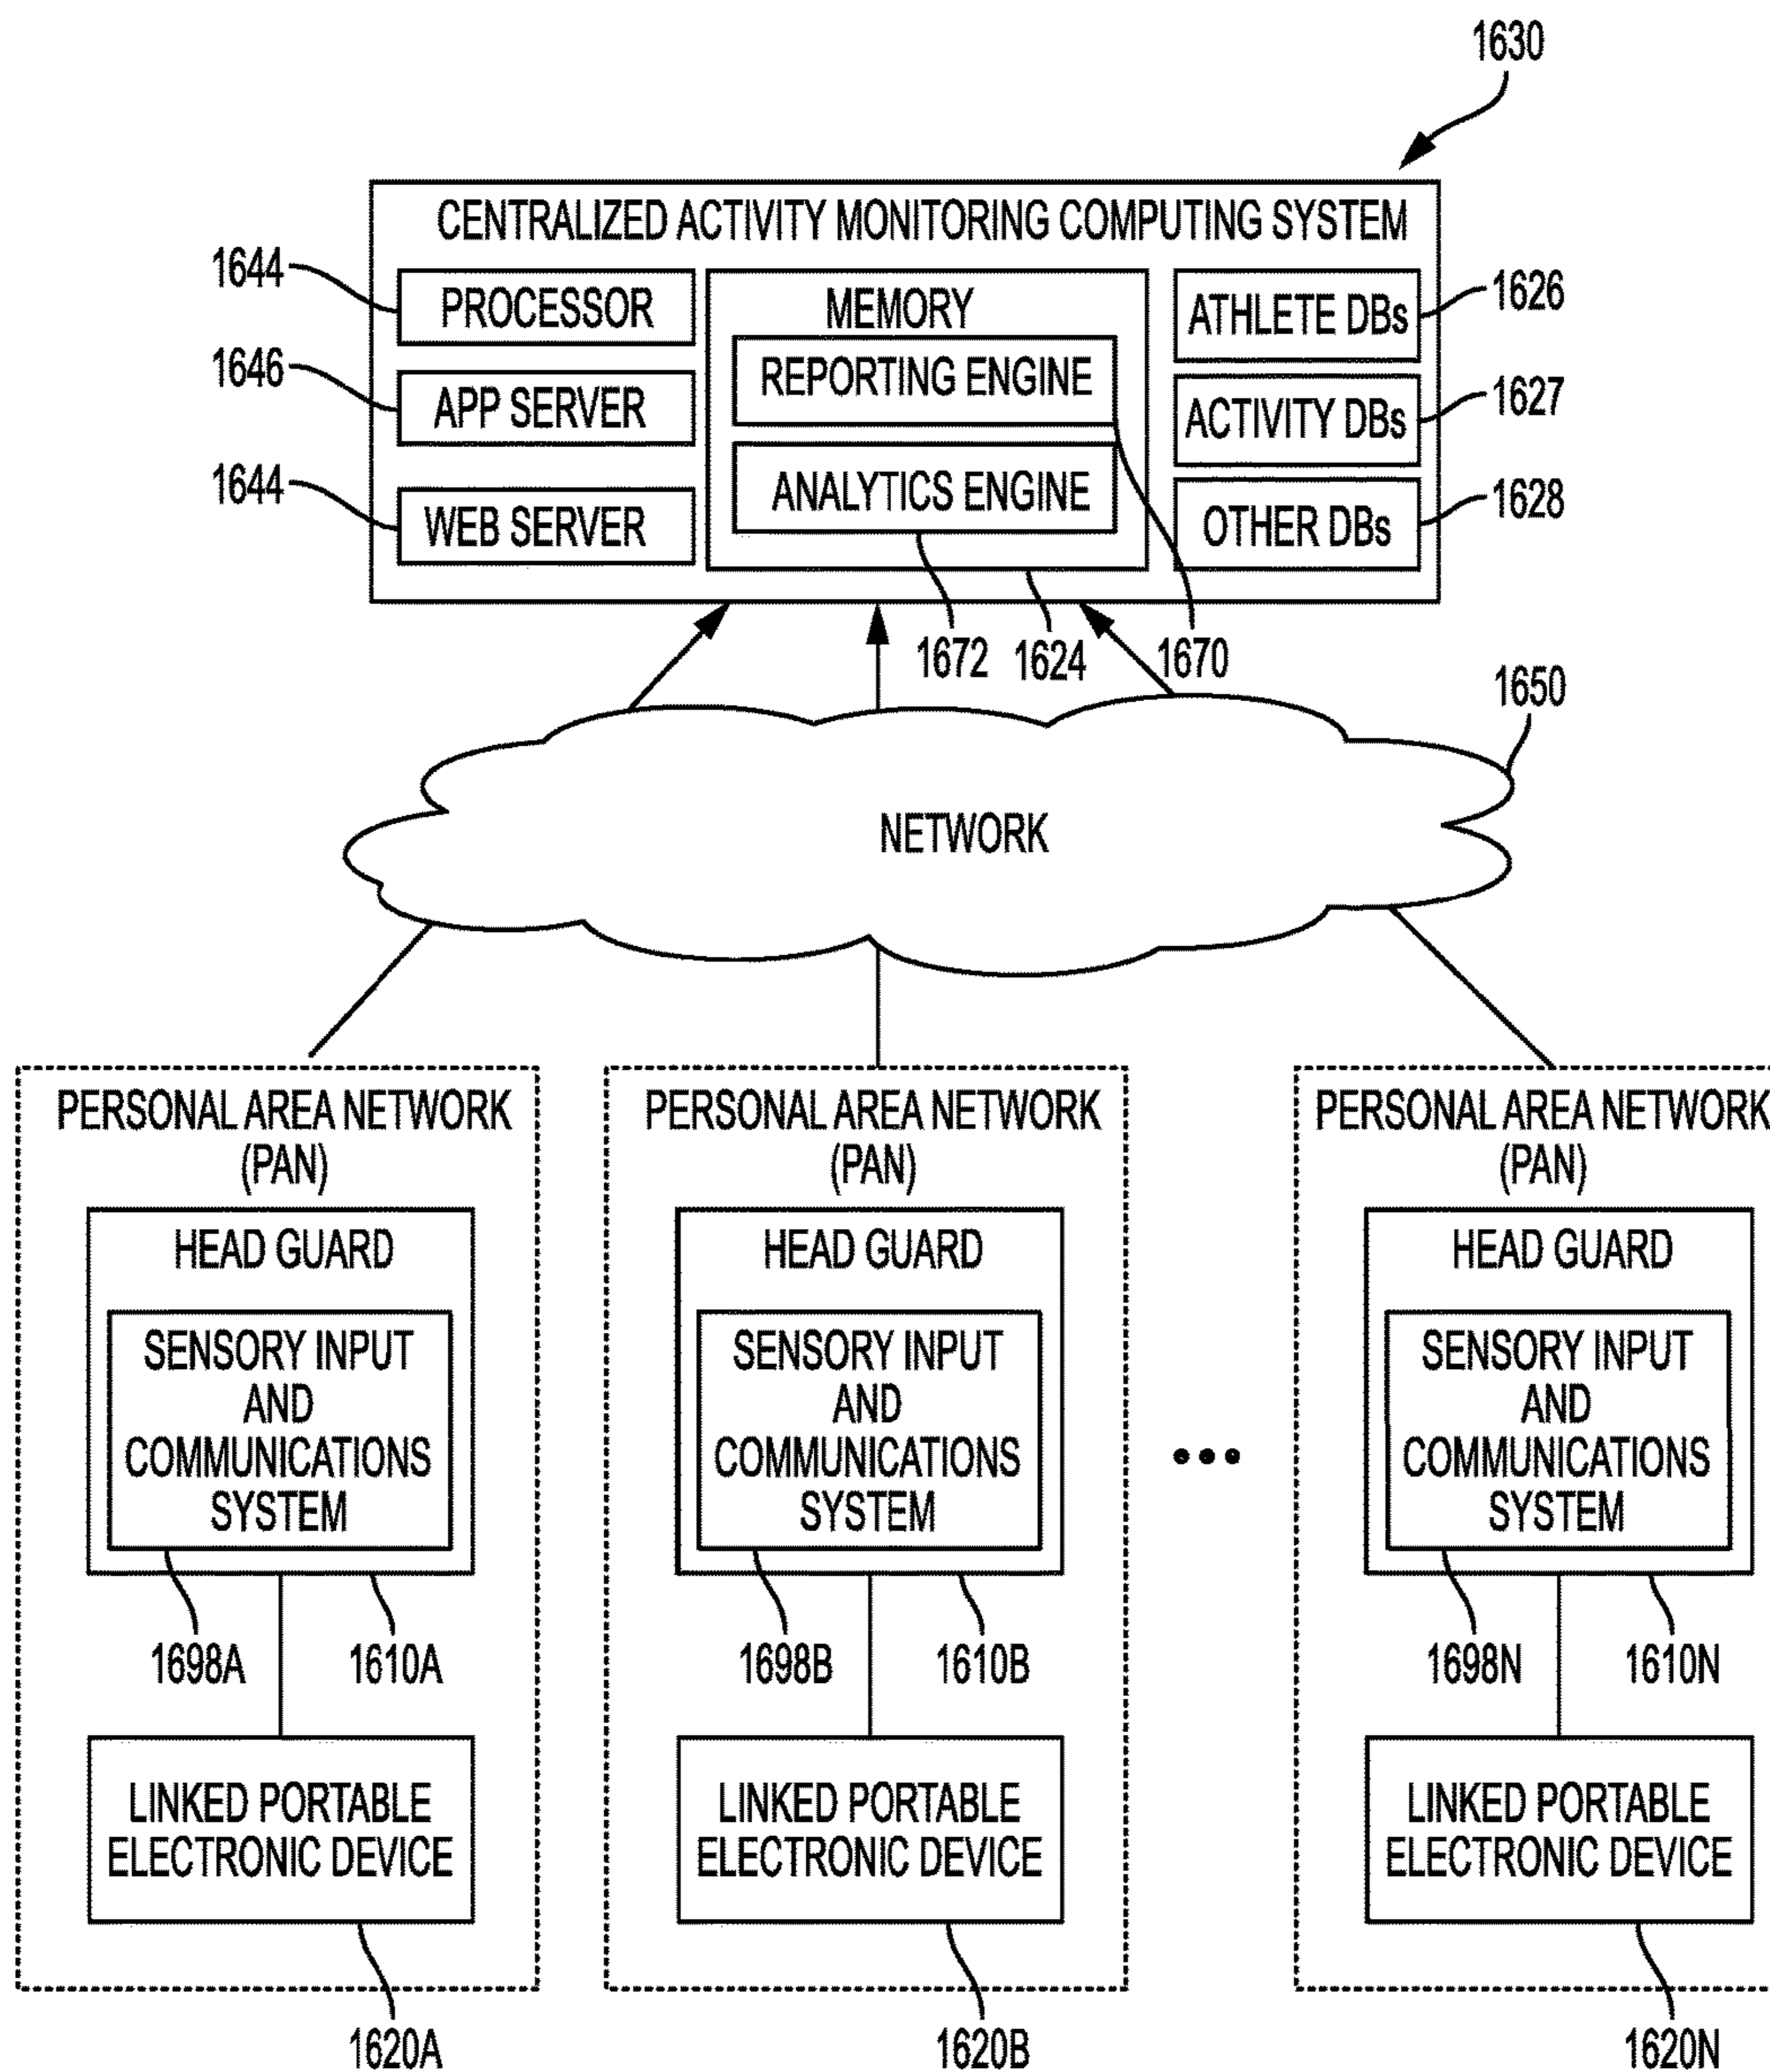 1630
CENTRALIZED ACTIVITY MONITORING COMPUTING SYSTEM
1644
PROCESSOR
1646
APP SERVER
1644
WEB SERVER
MEMORY
REPORTING ENGINE
ANALYTICS ENGINE
ATHLETE DBs
1626
ACTIVITY DBs
1627
OTHER DBs
1628
1672
1624
1670
1650
NETWORK
PERSONAL AREA NETWORK
(PAN)
HEAD GUARD
SENSORY INPUT
AND
COMMUNICATIONS
SYSTEM
1698A
1610A
LINKED PORTABLE
ELECTRONIC DEVICE
1620A
PERSONAL AREA NETWORK
(PAN)
HEAD GUARD
SENSORY INPUT
AND
COMMUNICATIONS
SYSTEM
1698B
1610B
LINKED PORTABLE
ELECTRONIC DEVICE
1620B
PERSONAL AREA NETWORK
(PAN)
HEAD GUARD
SENSORY INPUT
AND
COMMUNICATIONS
SYSTEM
1698N
1610N
LINKED PORTABLE
ELECTRONIC DEVICE
1620N